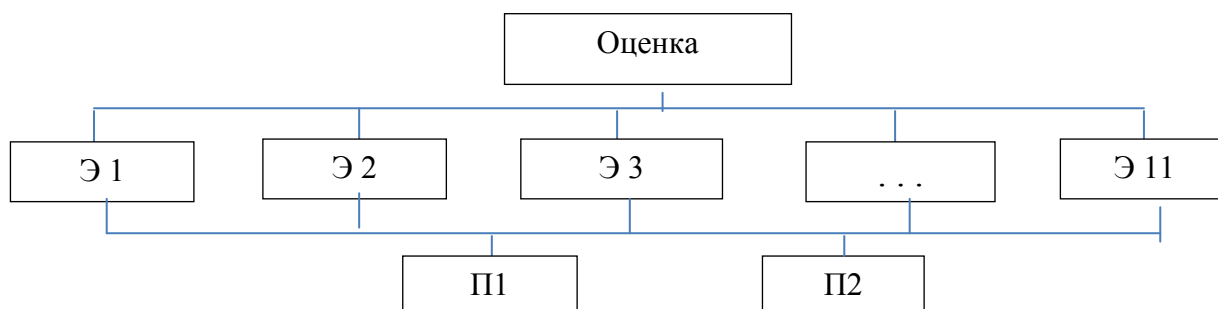 Оценка
Э 1
Э 2
Э 3
. . .
Э 11
П1
П2